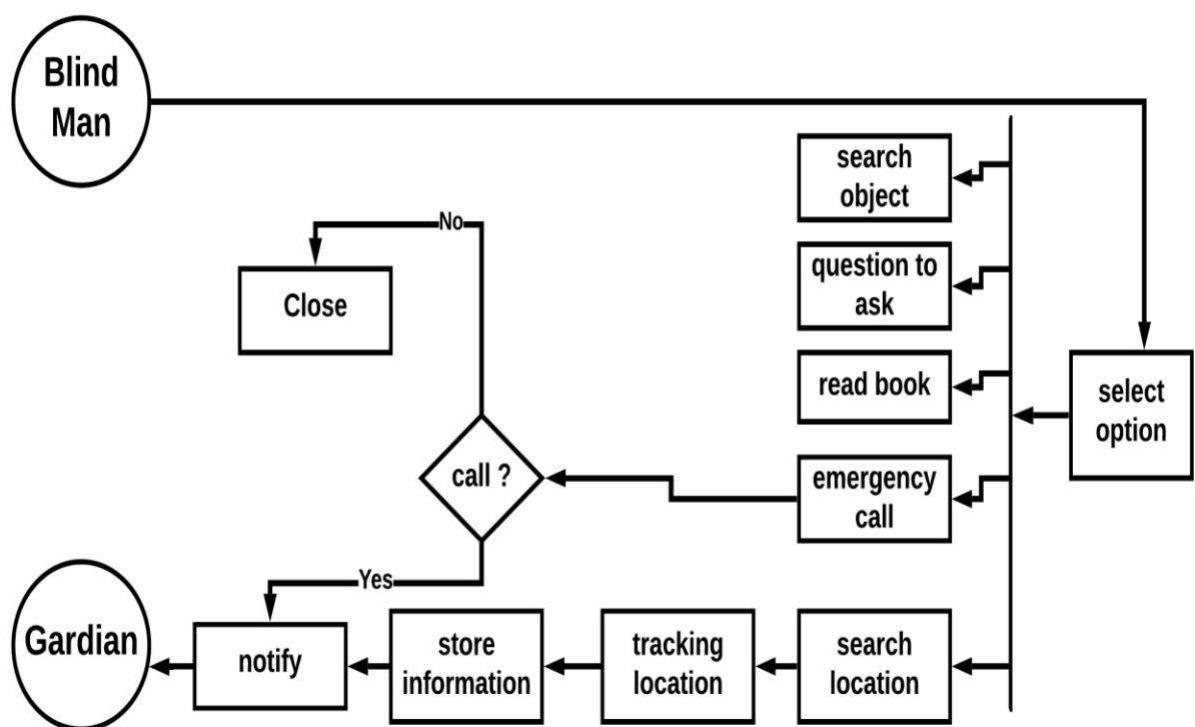 Blind
Man
search
object
No
question to
ask
Close
read book
select
option
call ?
emergency
call
Yes
Gardian
notify
store
information
tracking
location
search
location